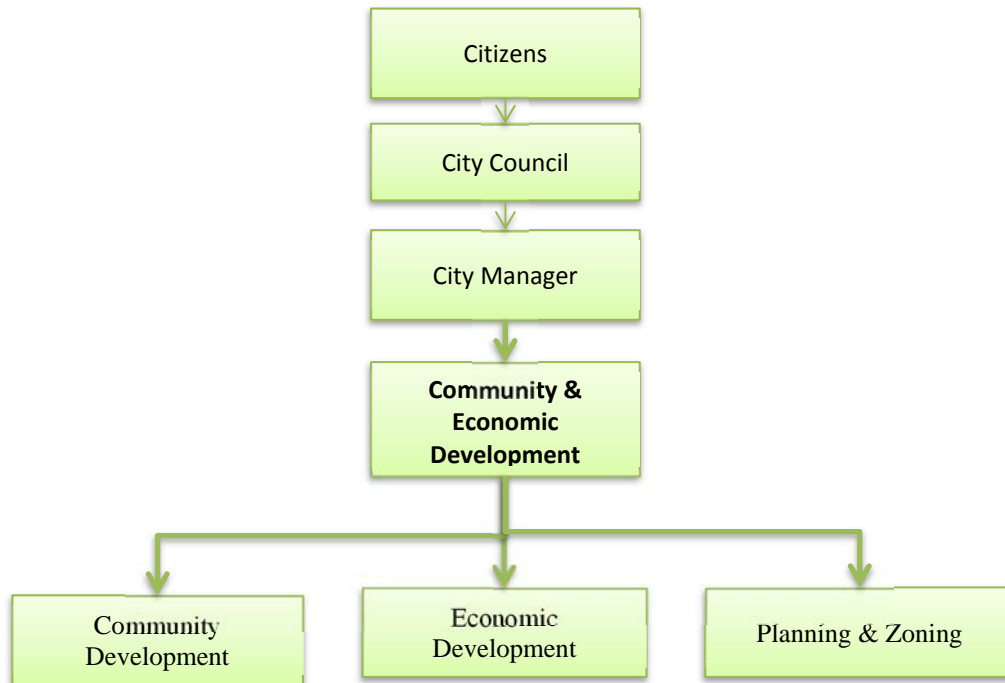 Citizens
City Council
City Manager
Community &
Economic
Development
Community
Development
Economic
Development
Planning & Zoning